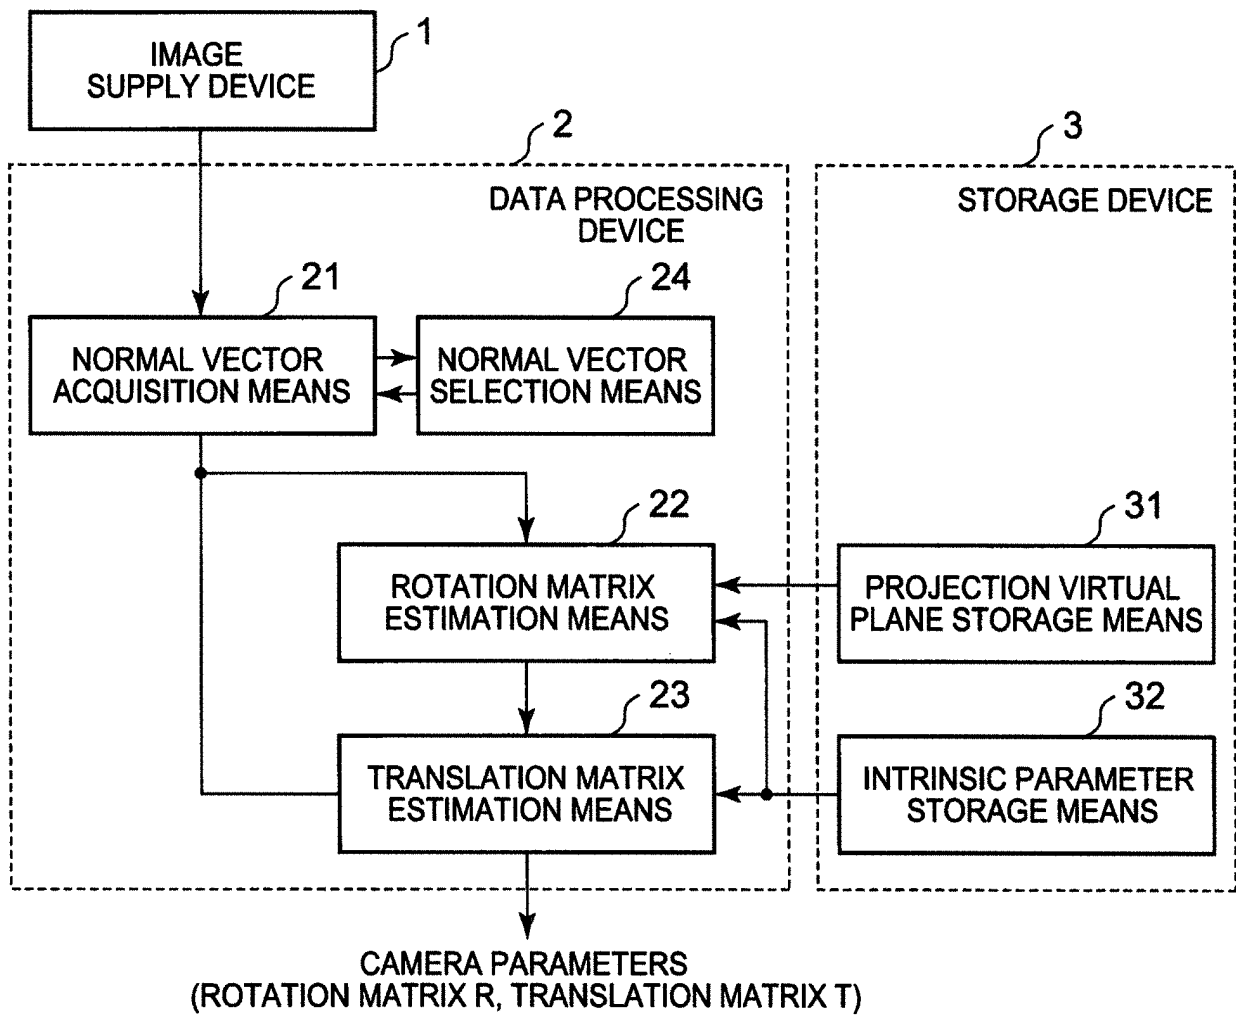 1
IMAGE
SUPPLY DEVICE
2
3
DATA PROCESSING
DEVICE
STORAGE DEVICE
21
24
NORMAL VECTOR
ACQUISITION MEANS
NORMAL VECTOR
SELECTION MEANS
22
31
ROTATION MATRIX
ESTIMATION MEANS
PROJECTION VIRTUAL
PLANE STORAGE MEANS
23
32
TRANSLATION MATRIX
ESTIMATION MEANS
INTRINSIC PARAMETER
STORAGE MEANS
CAMERA PARAMETERS
(ROTATION MATRIX R, TRANSLATION MATRIX T)